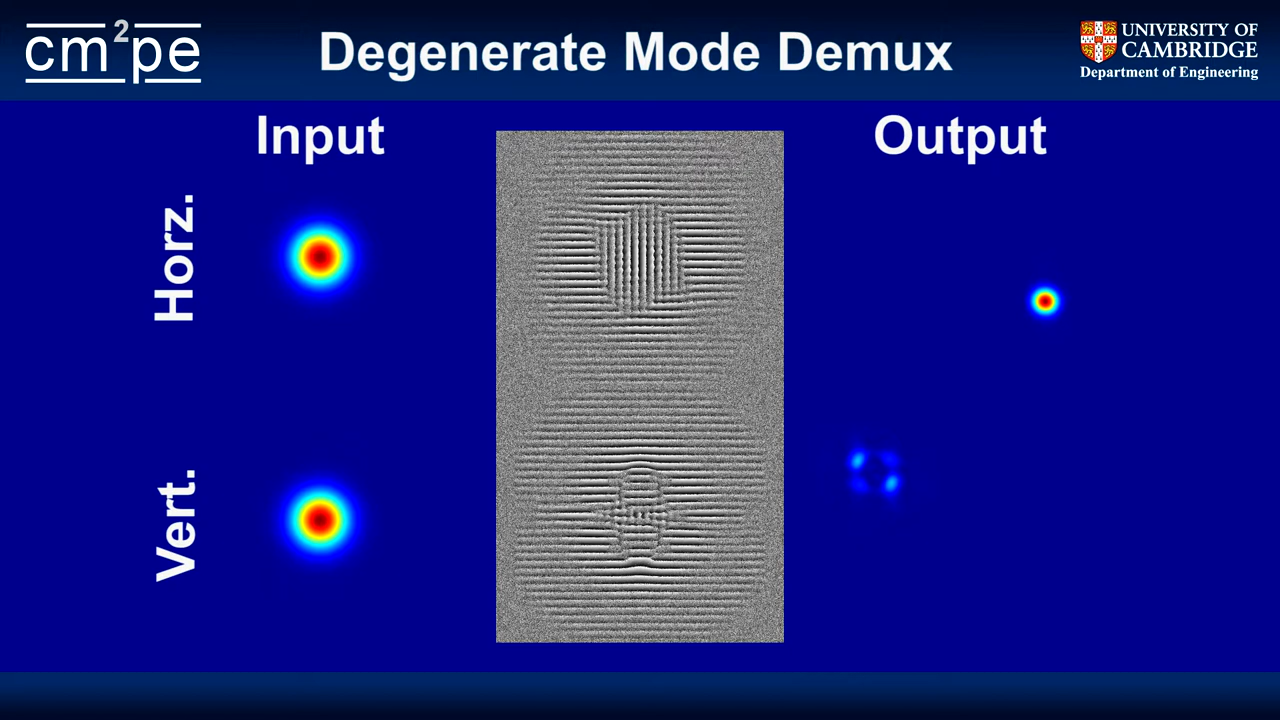 cm²pe
Degenerate Mode Demux
UNIVERSITY OF
CAMBRIDGE
Department of Engineering
Input
Output
Horz.
Vert.